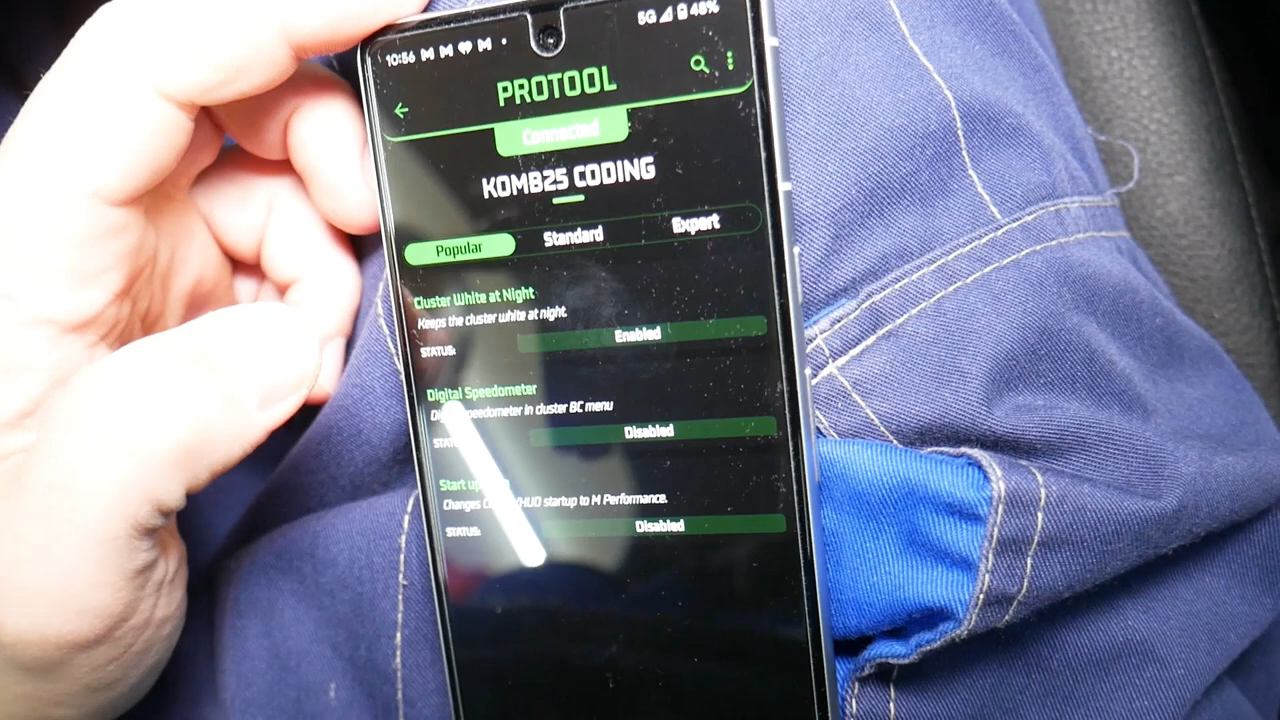 10:56
5G 48%
PROTOOL
Connected
KOMB25 CODING
Popular Standard Expert
Cluster White at Night
Keeps the cluster white at night.
STATUS: Enabled
Digital Speedometer
speedometer in cluster BC menu
Disabled
Start
Changes /HUD startup to M Performance.
STATUS: Disabled